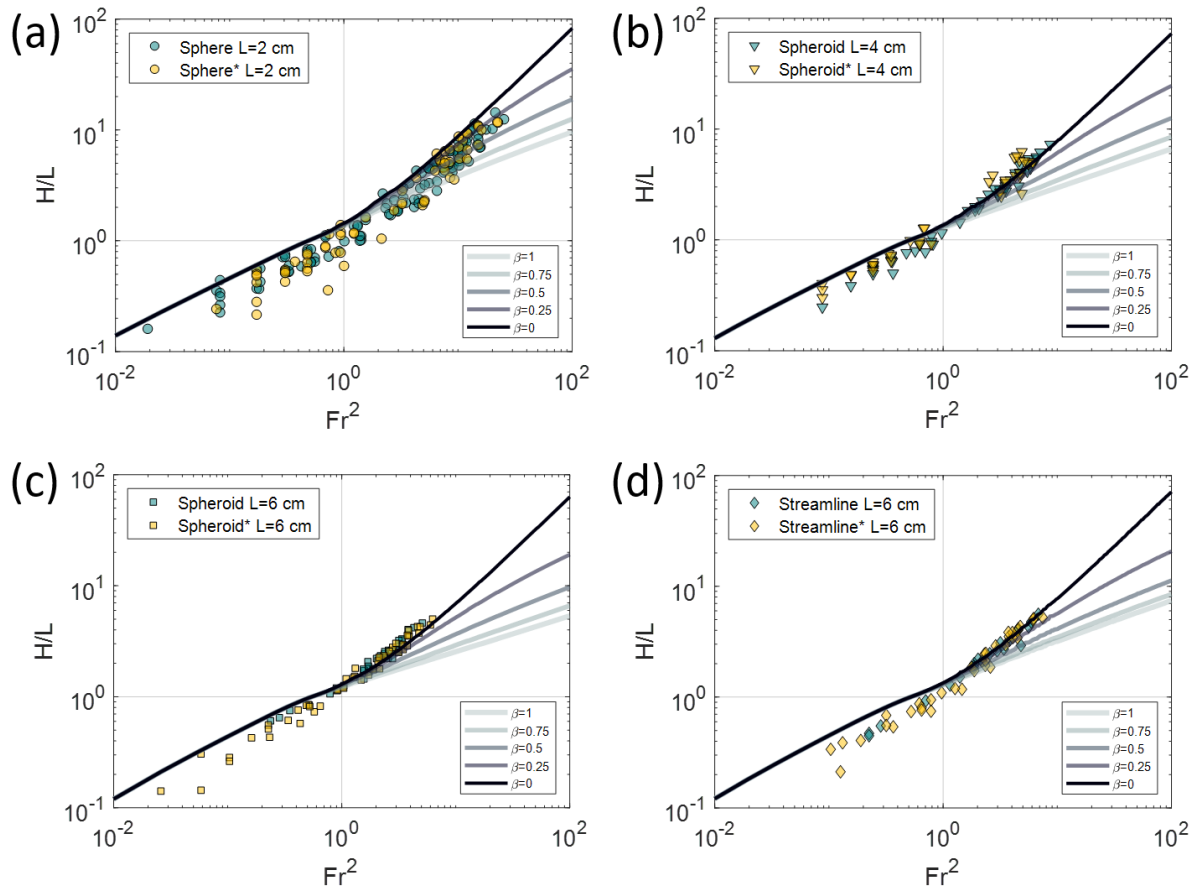 (a)
Sphere L=2 cm
Sphere* L=2 cm
H/L
10^2
10^1
10^0
10^-1
β=1
β=0.75
β=0.5
β=0.25
β=0
10^-2
10^0
10^2
Fr^2
(b)
Spheroid L=4 cm
Spheroid* L=4 cm
H/L
10^2
10^1
10^0
10^-1
β=1
β=0.75
β=0.5
β=0.25
β=0
10^-2
10^0
10^2
Fr^2
(c)
Spheroid L=6 cm
Spheroid* L=6 cm
H/L
10^2
10^1
10^0
10^-1
β=1
β=0.75
β=0.5
β=0.25
β=0
10^-2
10^0
10^2
Fr^2
(d)
Streamline L=6 cm
Streamline* L=6 cm
H/L
10^2
10^1
10^0
10^-1
β=1
β=0.75
β=0.5
β=0.25
β=0
10^-2
10^0
10^2
Fr^2